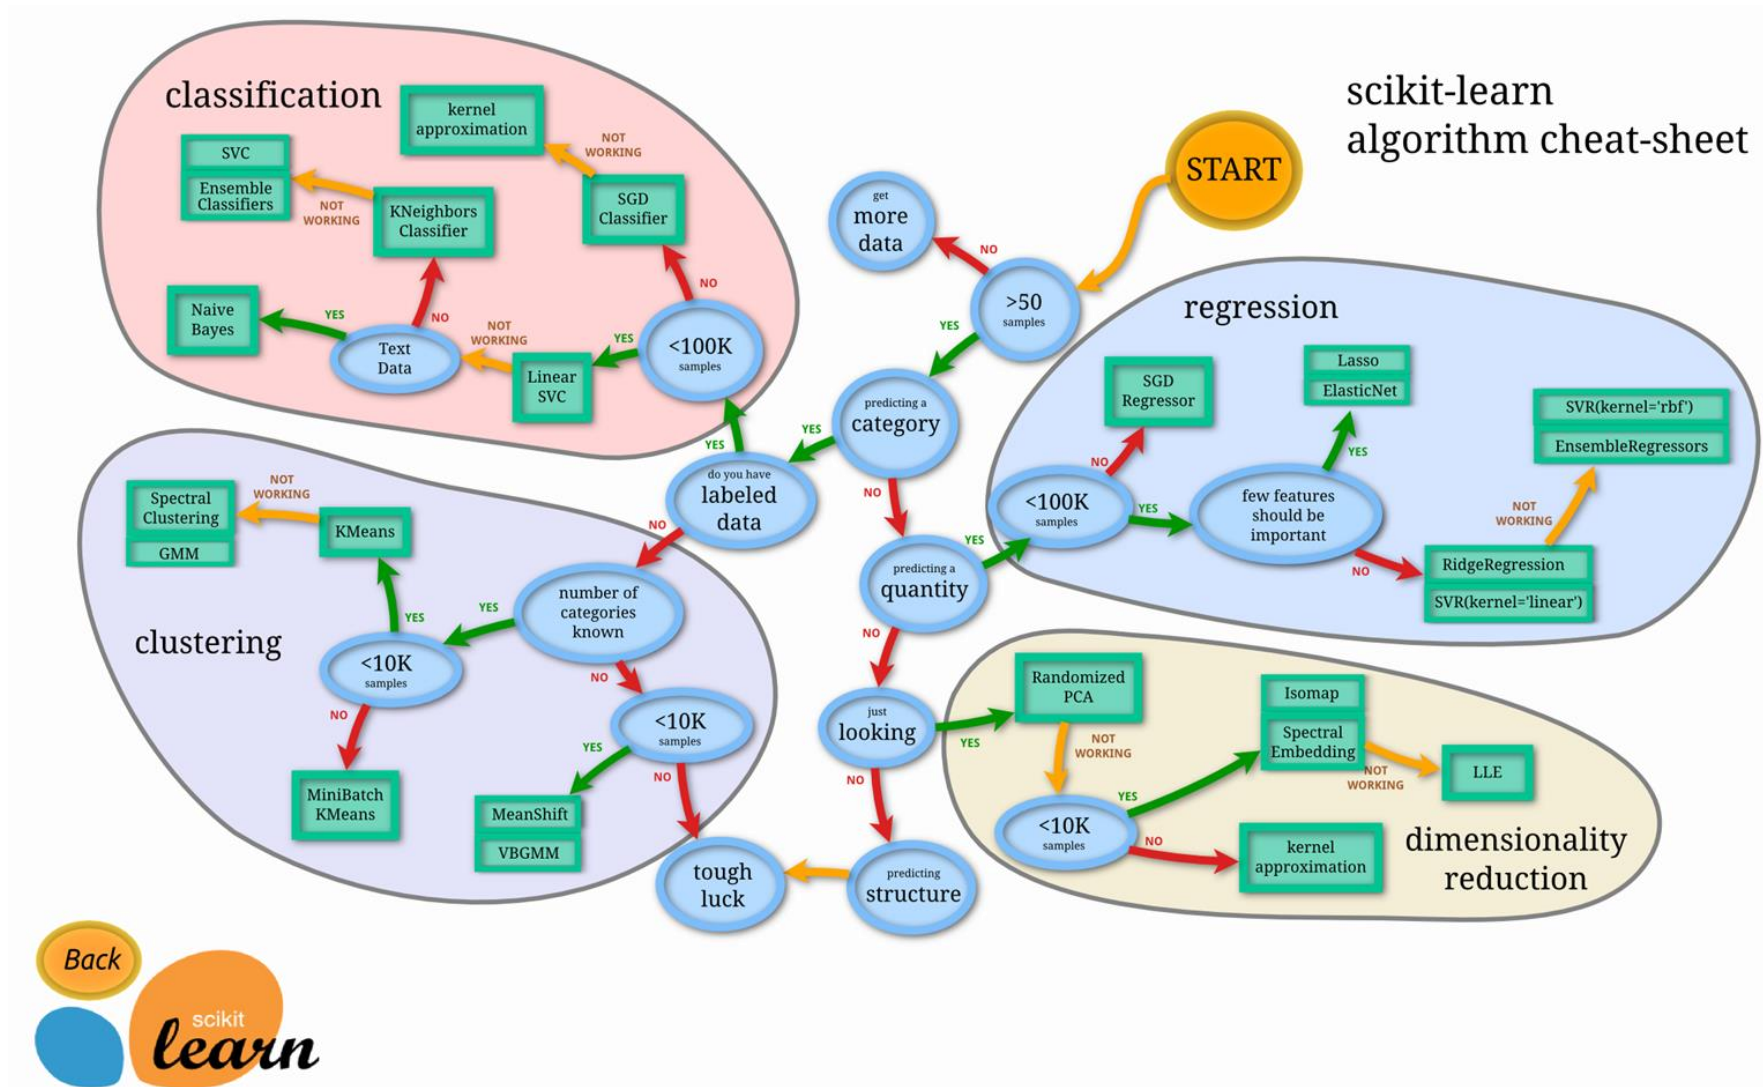 scikit-learn
algorithm cheat-sheet
START
get
more
data
NO
>50
samples
YES
predicting a
category
YES
NO
do you have
labeled
data
YES
NO
predicting a
quantity
YES
NO
just
looking
YES
NO
predicting
structure
tough
luck
classification
kernel
approximation
NOT
WORKING
SGD
Classifier
NO
<100K
samples
YES
Linear
SVC
NOT
WORKING
Text
Data
YES
Naive
Bayes
NO
KNeighbors
Classifier
NOT
WORKING
SVC
Ensemble
Classifiers
regression
<100K
samples
NO
SGD
Regressor
YES
few features
should be
important
YES
Lasso
ElasticNet
NO
RidgeRegression
SVR(kernel='linear')
NOT
WORKING
SVR(kernel='rbf')
EnsembleRegressors
clustering
number of
categories
known
YES
<10K
samples
YES
KMeans
NOT
WORKING
Spectral
Clustering
GMM
NO
MiniBatch
KMeans
NO
<10K
samples
YES
MeanShift
VBGMM
NO
dimensionality
reduction
Randomized
PCA
NOT
WORKING
<10K
samples
YES
Isomap
Spectral
Embedding
NOT
WORKING
LLE
NO
kernel
approximation
Back
scikit
learn